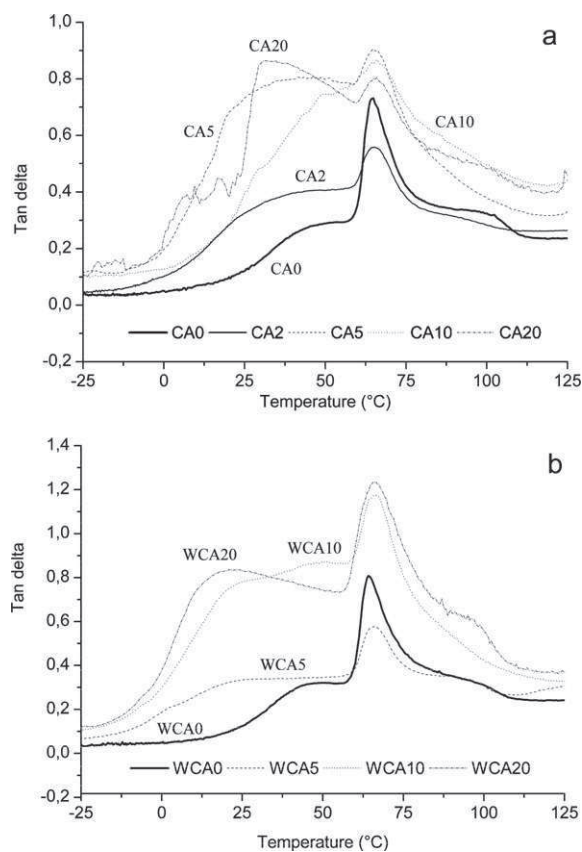 a
1,0
0,8
0,6
0,4
0,2
0,0
-0,2
Tan delta
CA20
CA5
CA10
CA2
CA0
CA0 CA2 CA5 CA10 CA20
-25 0 25 50 75 100 125
Temperature (°C)
b
1,4
1,2
1,0
0,8
0,6
0,4
0,2
0,0
-0,2
Tan delta
WCA20 WCA10
WCA5
WCA0
WCA0 WCA5 WCA10 WCA20
-25 0 25 50 75 100 125
Temperature (°C)